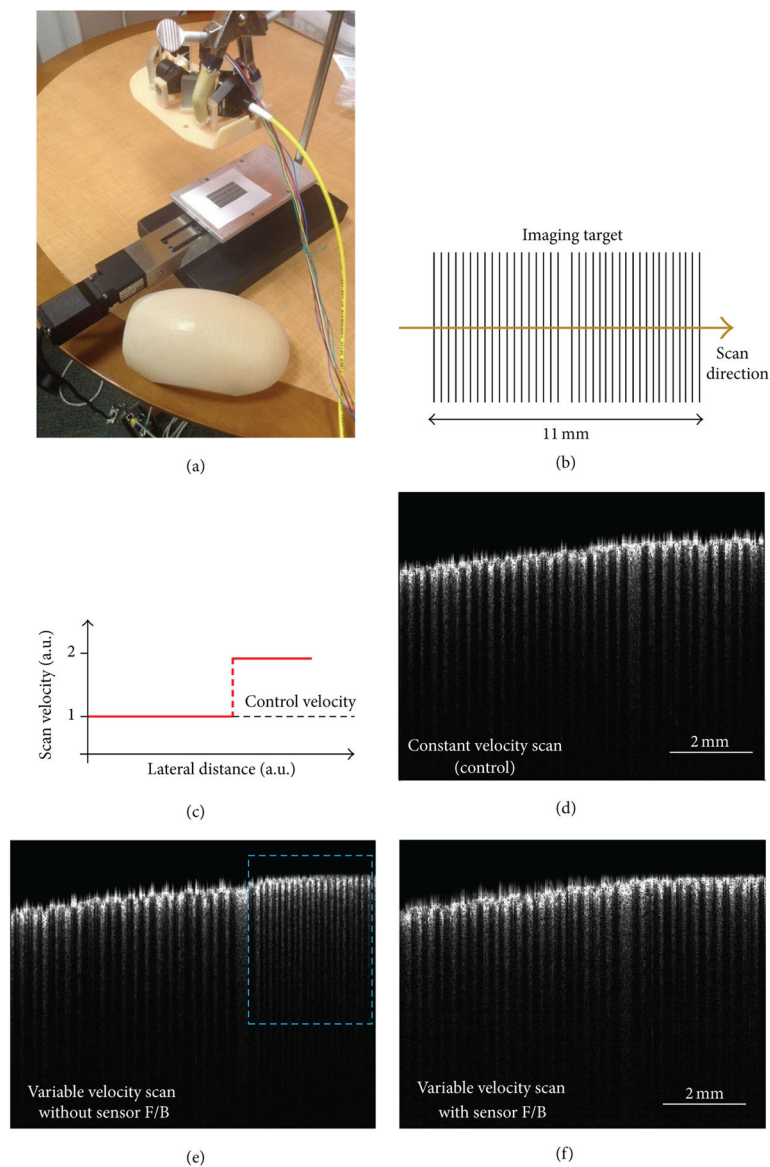 (a)
Imaging target
Scan
direction
11 mm
(b)
Scan velocity (a.u.)
2
1
Control velocity
Lateral distance (a.u.)
(c)
Constant velocity scan
(control)
2 mm
(d)
Variable velocity scan
without sensor F/B
(e)
Variable velocity scan
with sensor F/B
2 mm
(f)